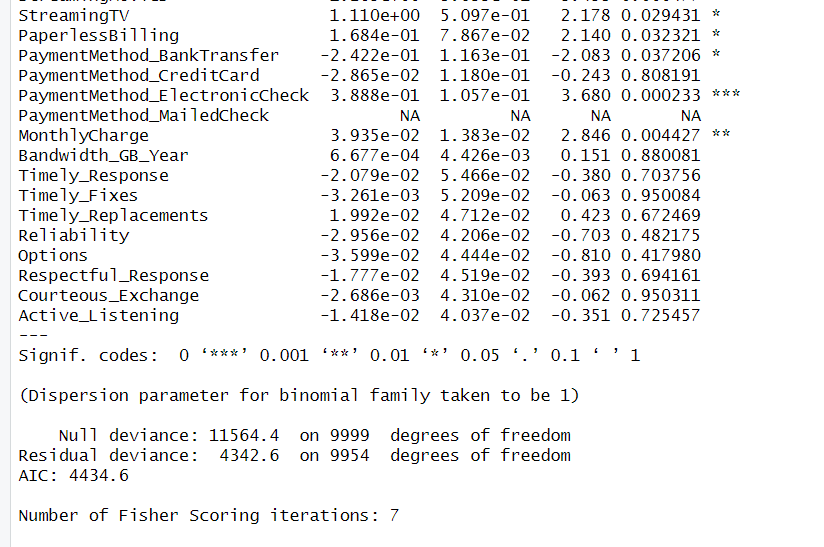 StreamingTV 1.110e+00 5.097e-01 2.178 0.029431 *
PaperlessBilling 1.684e-01 7.867e-02 2.140 0.032321 *
PaymentMethod_BankTransfer -2.422e-01 1.163e-01 -2.083 0.037206 *
PaymentMethod_CreditCard -2.865e-02 1.180e-01 -0.243 0.808191
PaymentMethod_ElectronicCheck 3.888e-01 1.057e-01 3.680 0.000233 ***
PaymentMethod_MailedCheck NA NA NA NA
MonthlyCharge 3.935e-02 1.383e-02 2.846 0.004427 **
Bandwidth_GB_Year 6.677e-04 4.426e-03 0.151 0.880081
Timely_Response -2.079e-02 5.466e-02 -0.380 0.703756
Timely_Fixes -3.261e-03 5.209e-02 -0.063 0.950084
Timely_Replacements 1.992e-02 4.712e-02 0.423 0.672469
Reliability -2.956e-02 4.206e-02 -0.703 0.482175
Options -3.599e-02 4.444e-02 -0.810 0.417980
Respectful_Response -1.777e-02 4.519e-02 -0.393 0.694161
Courteous_Exchange -2.686e-03 4.310e-02 -0.062 0.950311
Active_Listening -1.418e-02 4.037e-02 -0.351 0.725457
---
Signif. codes: 0 ‘***’ 0.001 ‘**’ 0.01 ‘*’ 0.05 ‘.’ 0.1 ‘ ’ 1
(Dispersion parameter for binomial family taken to be 1)
Null deviance: 11564.4 on 9999 degrees of freedom
Residual deviance: 4342.6 on 9954 degrees of freedom
AIC: 4434.6
Number of Fisher Scoring iterations: 7